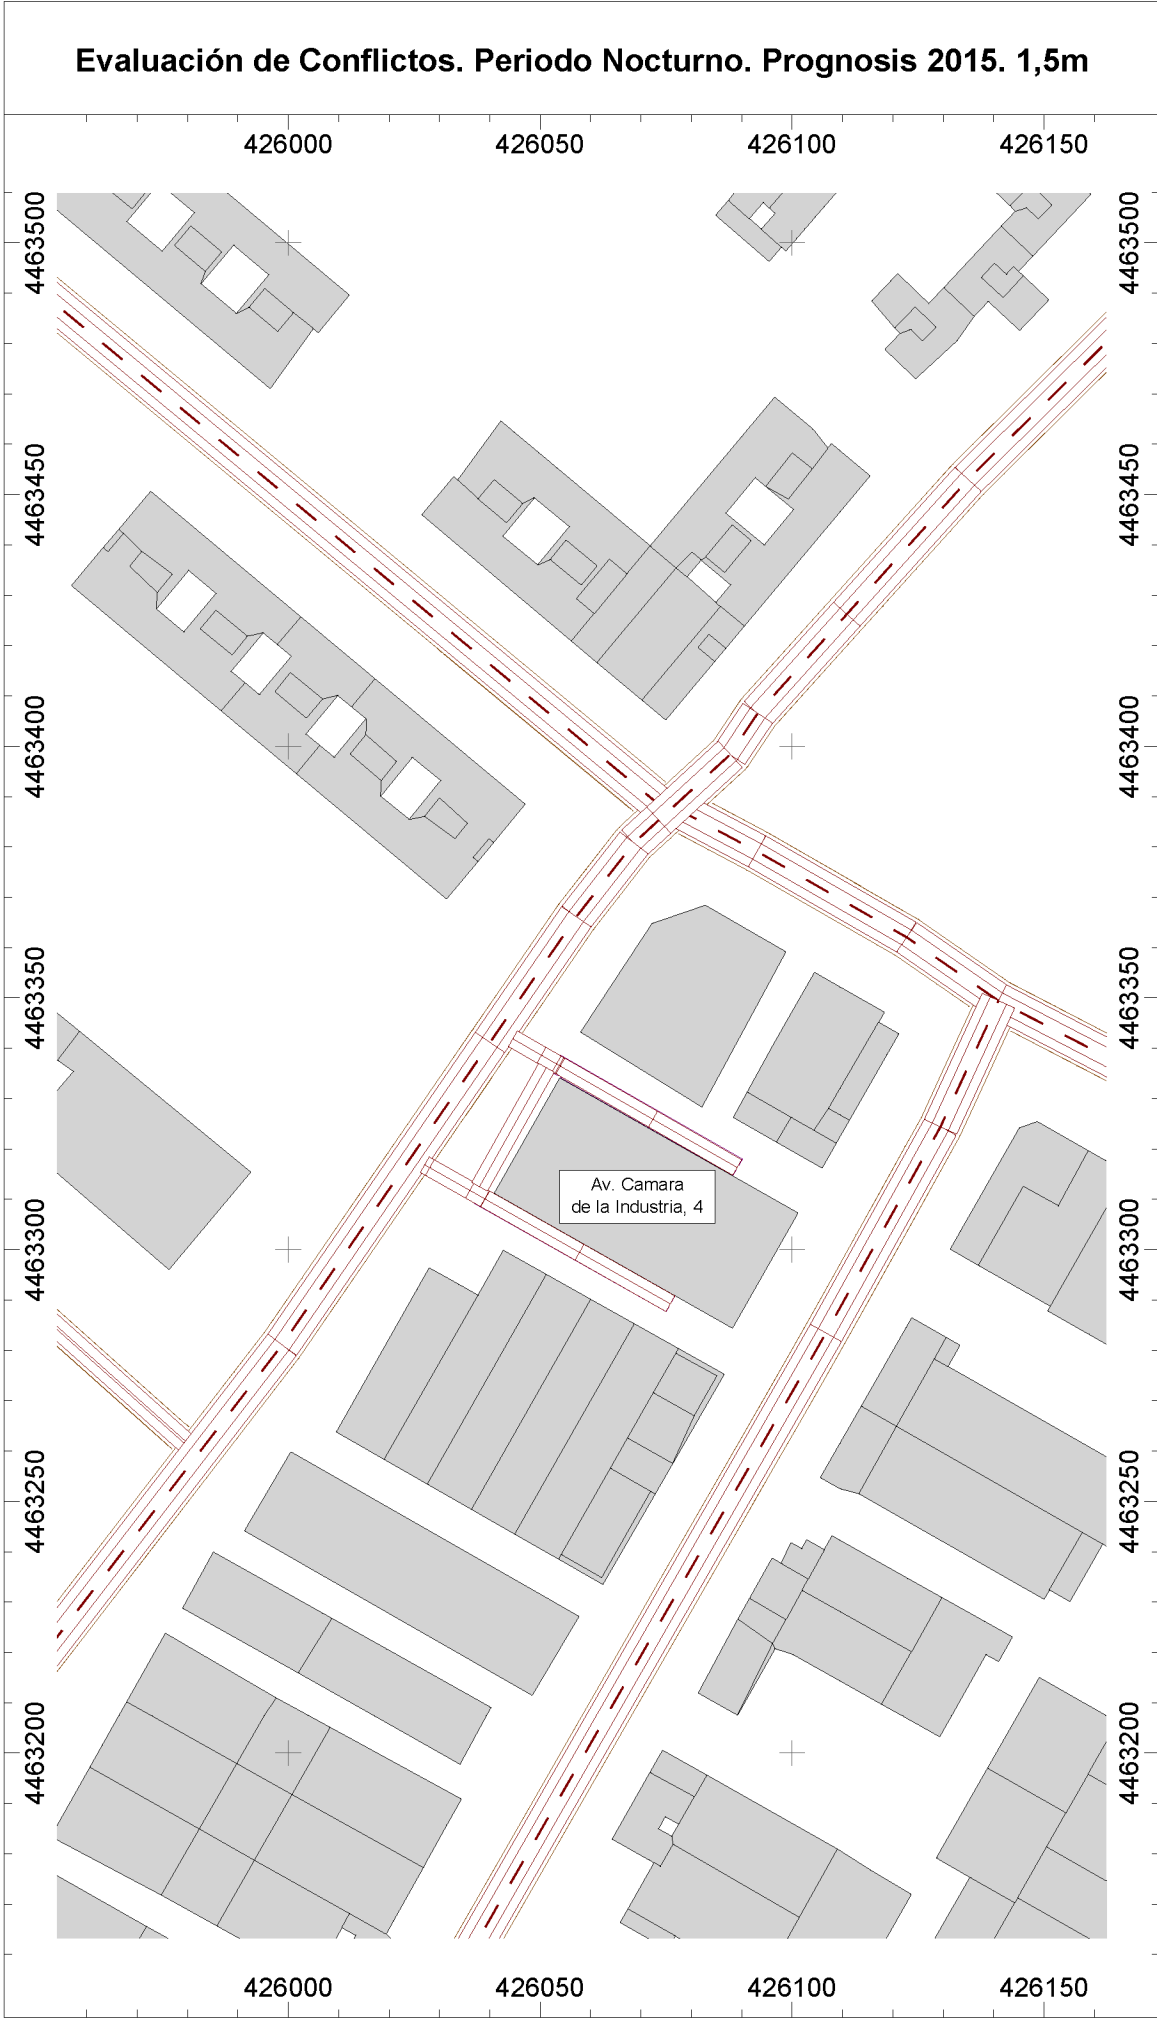 Evaluación de Conflictos. Periodo Nocturno. Prognosis 2015. 1,5m
426000 426050 426100 426150
4463500 4463500
4463450 4463450
4463400 4463400
4463350 4463350
Av. Camara
de la Industria, 4
4463300 4463300
4463250 4463250
4463200 4463200
426000 426050 426100 426150